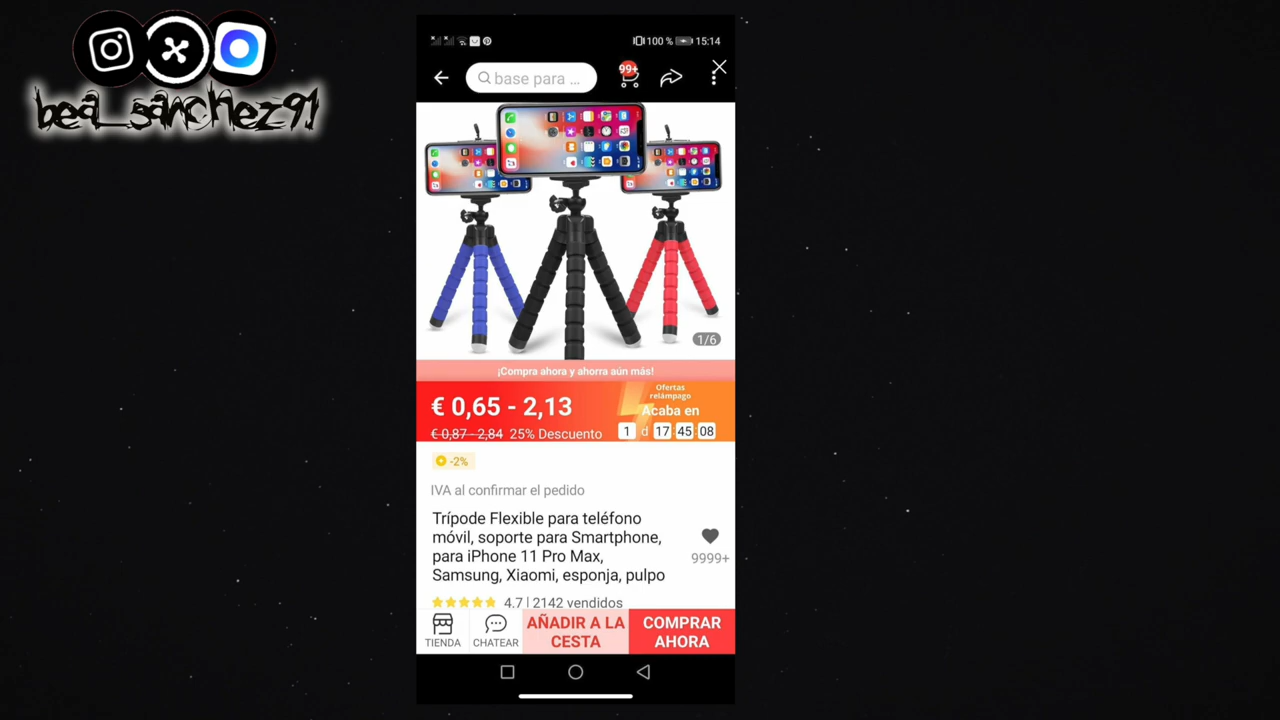 bea_sanchez91
100 % 15:14
base para ...
99+
1/6
¡Compra ahora y ahorra aún más!
€ 0,65 - 2,13
€ 0,87 - 2,84 25% Descuento
Ofertas
relámpago
Acaba en
1 d 17 45 08
-2%
IVA al confirmar el pedido
Trípode Flexible para teléfono
móvil, soporte para Smartphone,
para iPhone 11 Pro Max,
Samsung, Xiaomi, esponja, pulpo
9999+
4.7 | 2142 vendidos
TIENDA
CHATEAR
AÑADIR A LA
CESTA
COMPRAR
AHORA